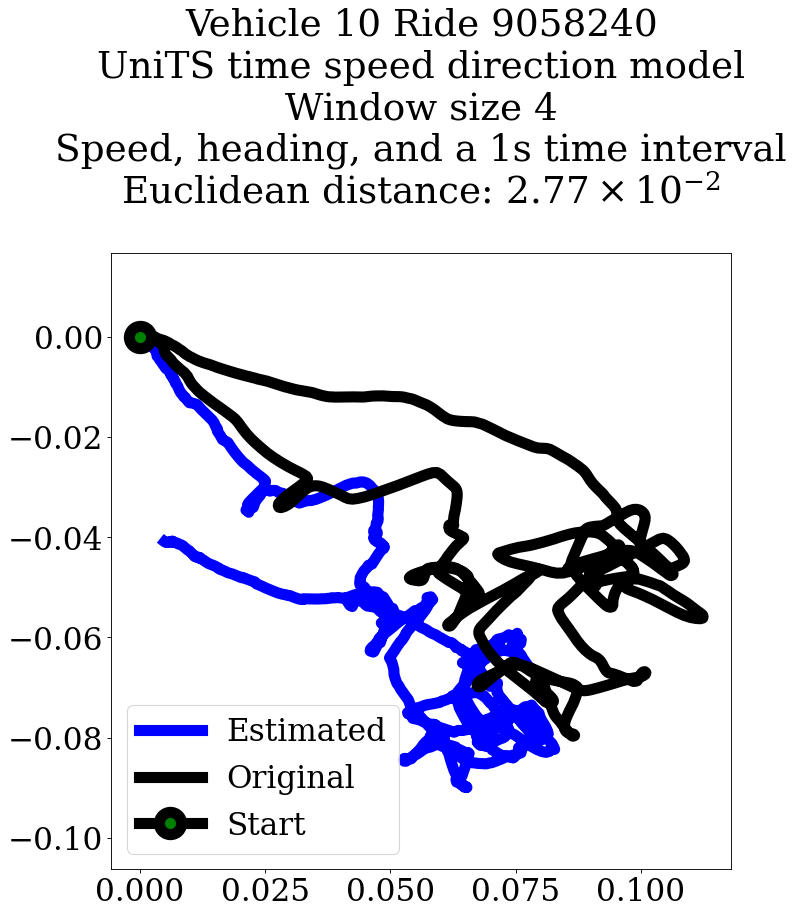 Vehicle 10 Ride 9058240
UniTS time speed direction model
Window size 4
Speed, heading, and a 1s time interval
Euclidean distance: $2.77 \times 10^{-2}$
0.00
−0.02
−0.04
−0.06
−0.08
−0.10
Estimated
Original
Start
0.000 0.025 0.050 0.075 0.100